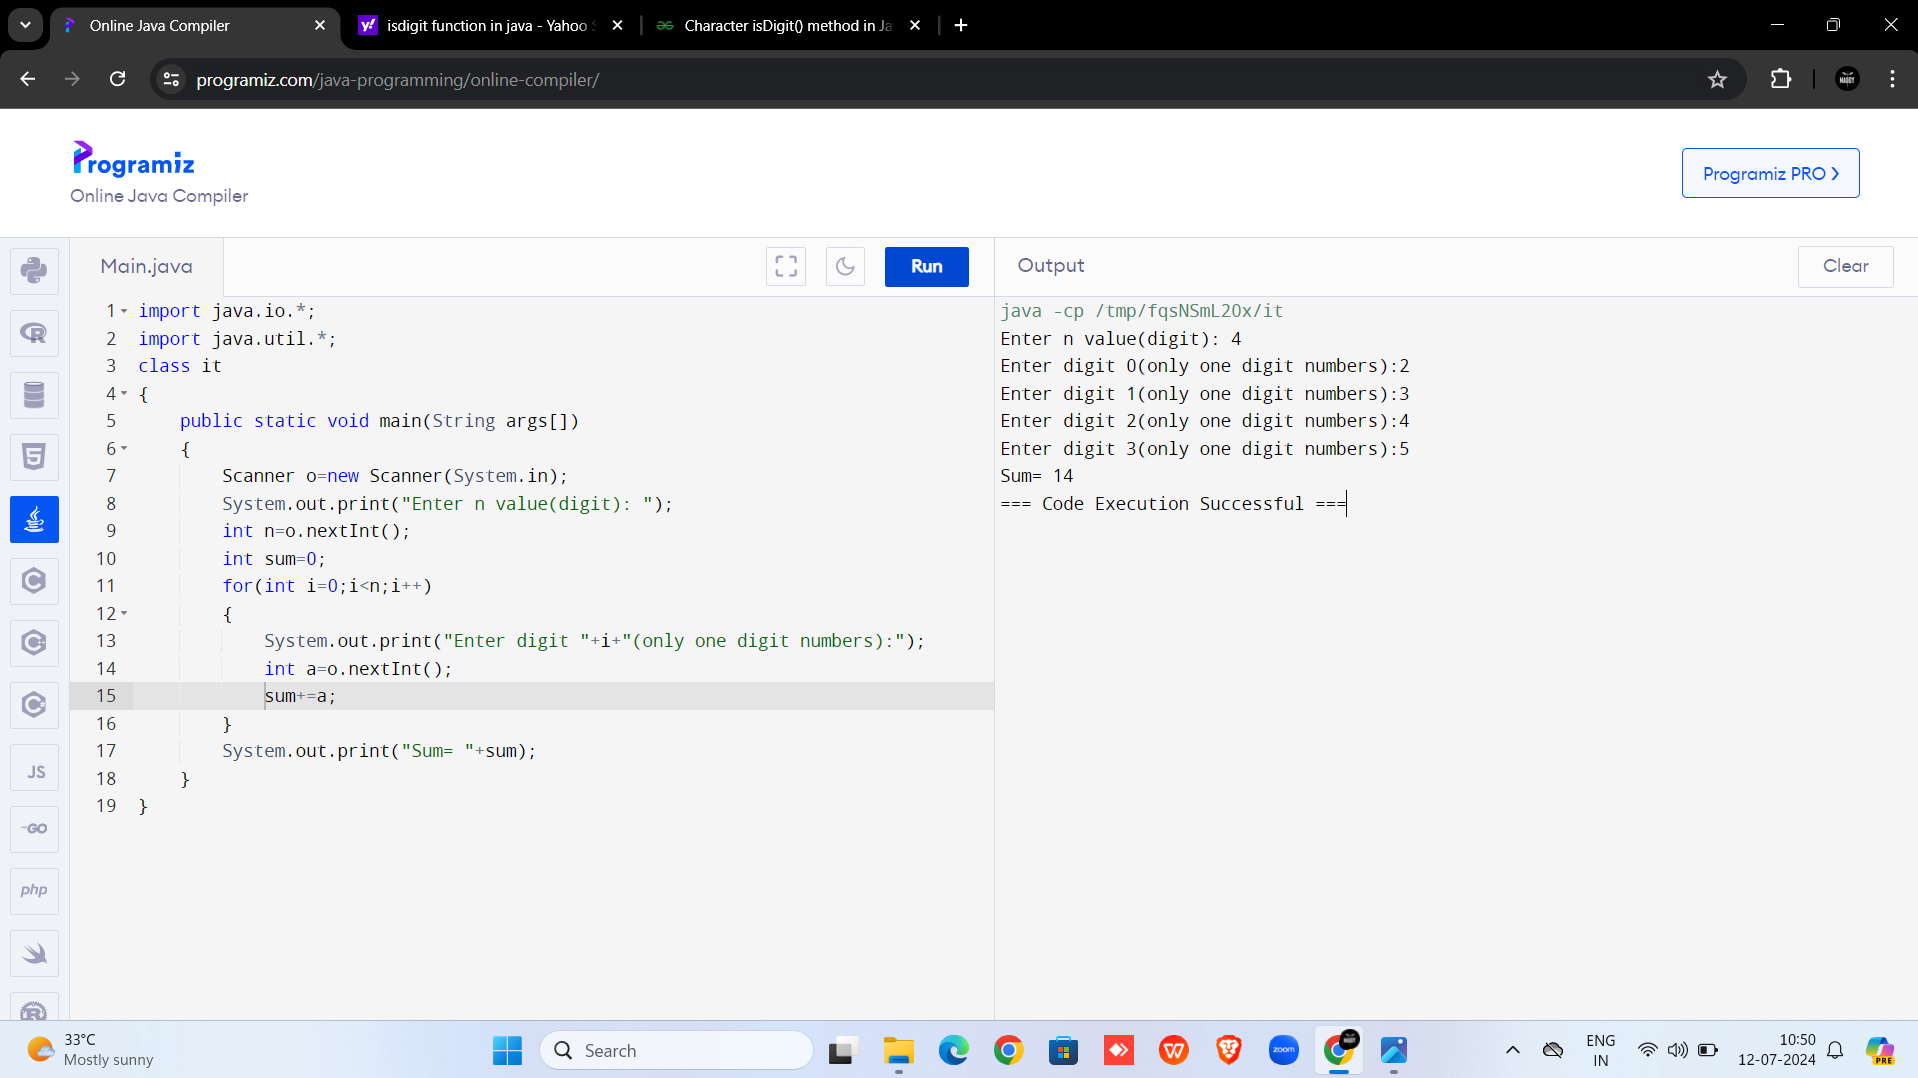 Online Java Compiler
isdigit function in java - Yahoo
Character isDigit() method in Ja
programiz.com/java-programming/online-compiler/
Programiz
Online Java Compiler
Programiz PRO
Main.java
Run
Output
Clear
1 import java.io.*;
2 import java.util.*;
3 class it
4 {
5 public static void main(String args[])
6 {
7 Scanner o=new Scanner(System.in);
8 System.out.print("Enter n value(digit): ");
9 int n=o.nextInt();
10 int sum=0;
11 for(int i=0;i<n;i++)
12 {
13 System.out.print("Enter digit "+i+"(only one digit numbers):");
14 int a=o.nextInt();
15 sum+=a;
16 }
17 System.out.print("Sum= "+sum);
18 }
19 }
java -cp /tmp/fqsNSmL2Ox/it
Enter n value(digit): 4
Enter digit 0(only one digit numbers):2
Enter digit 1(only one digit numbers):3
Enter digit 2(only one digit numbers):4
Enter digit 3(only one digit numbers):5
Sum= 14
=== Code Execution Successful ===
R
5
C
C
C
JS
GO
php
R
33°C
Mostly sunny
Search
W
zoom
ENG
IN
10:50
12-07-2024
PRE